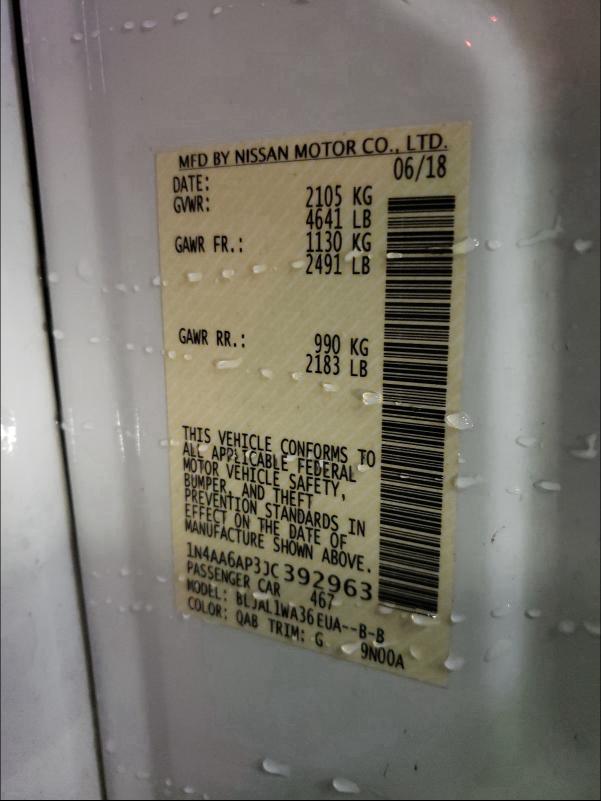 MFD BY NISSAN MOTOR CO., LTD.
DATE: 06/18
GVWR: 2105 KG
4641 LB
GAWR FR.: 1130 KG
2491 LB
GAWR RR.: 990 KG
2183 LB
THIS VEHICLE CONFORMS TO
ALL APPLICABLE FEDERAL
MOTOR VEHICLE SAFETY,
BUMPER, AND THEFT
PREVENTION STANDARDS IN
EFFECT ON THE DATE OF
MANUFACTURE SHOWN ABOVE.
1N4AA6AP3JC392963
PASSENGER CAR 467
MODEL: BLJAL1WA36EUA--B-B
COLOR: QAB TRIM: G 9N00A